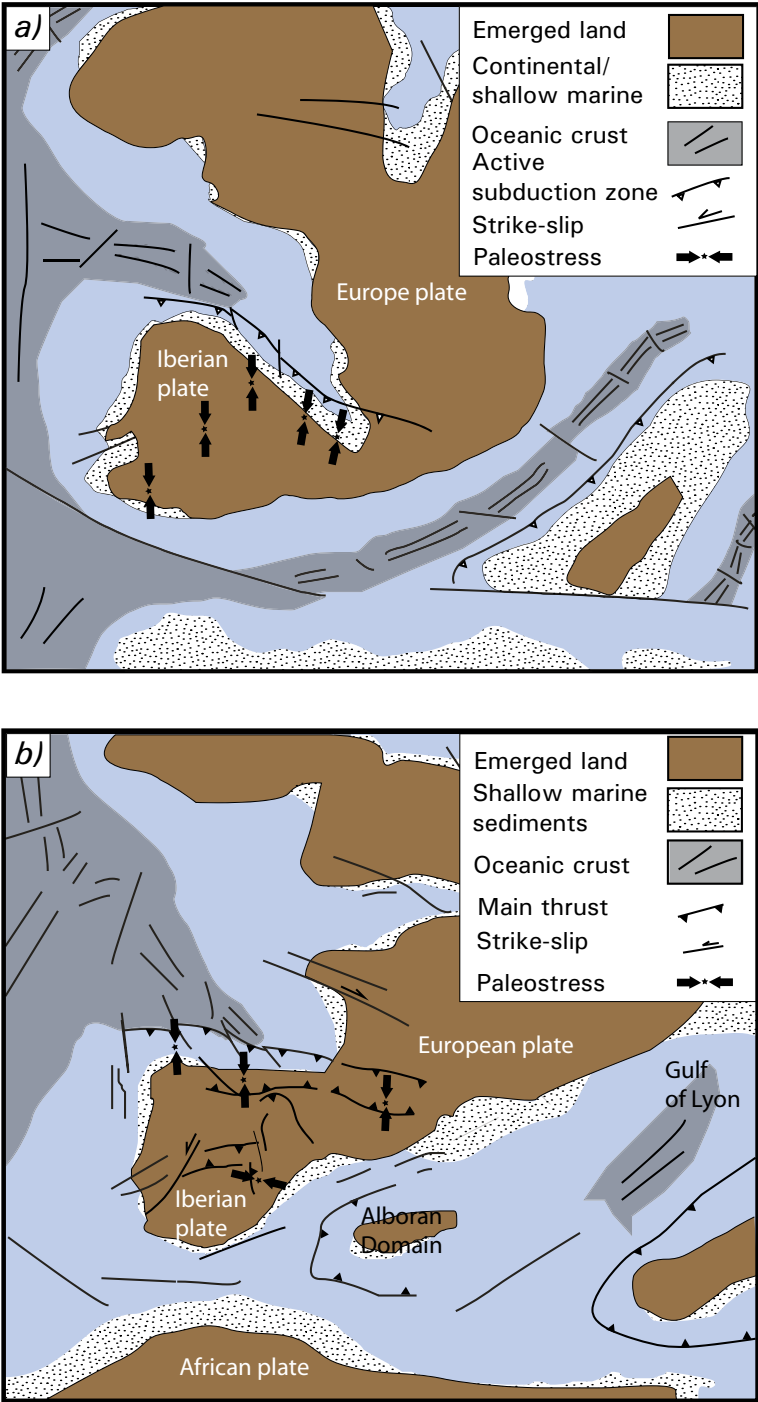 a)
Emerged land
Continental/
shallow marine
Oceanic crust
Active
subduction zone
Strike-slip
Paleostress
Europe plate
Iberian
plate
b)
Emerged land
Shallow marine
sediments
Oceanic crust
Main thrust
Strike-slip
Paleostress
European plate
Gulf
of Lyon
Iberian
plate
Alboran
Domain
African plate